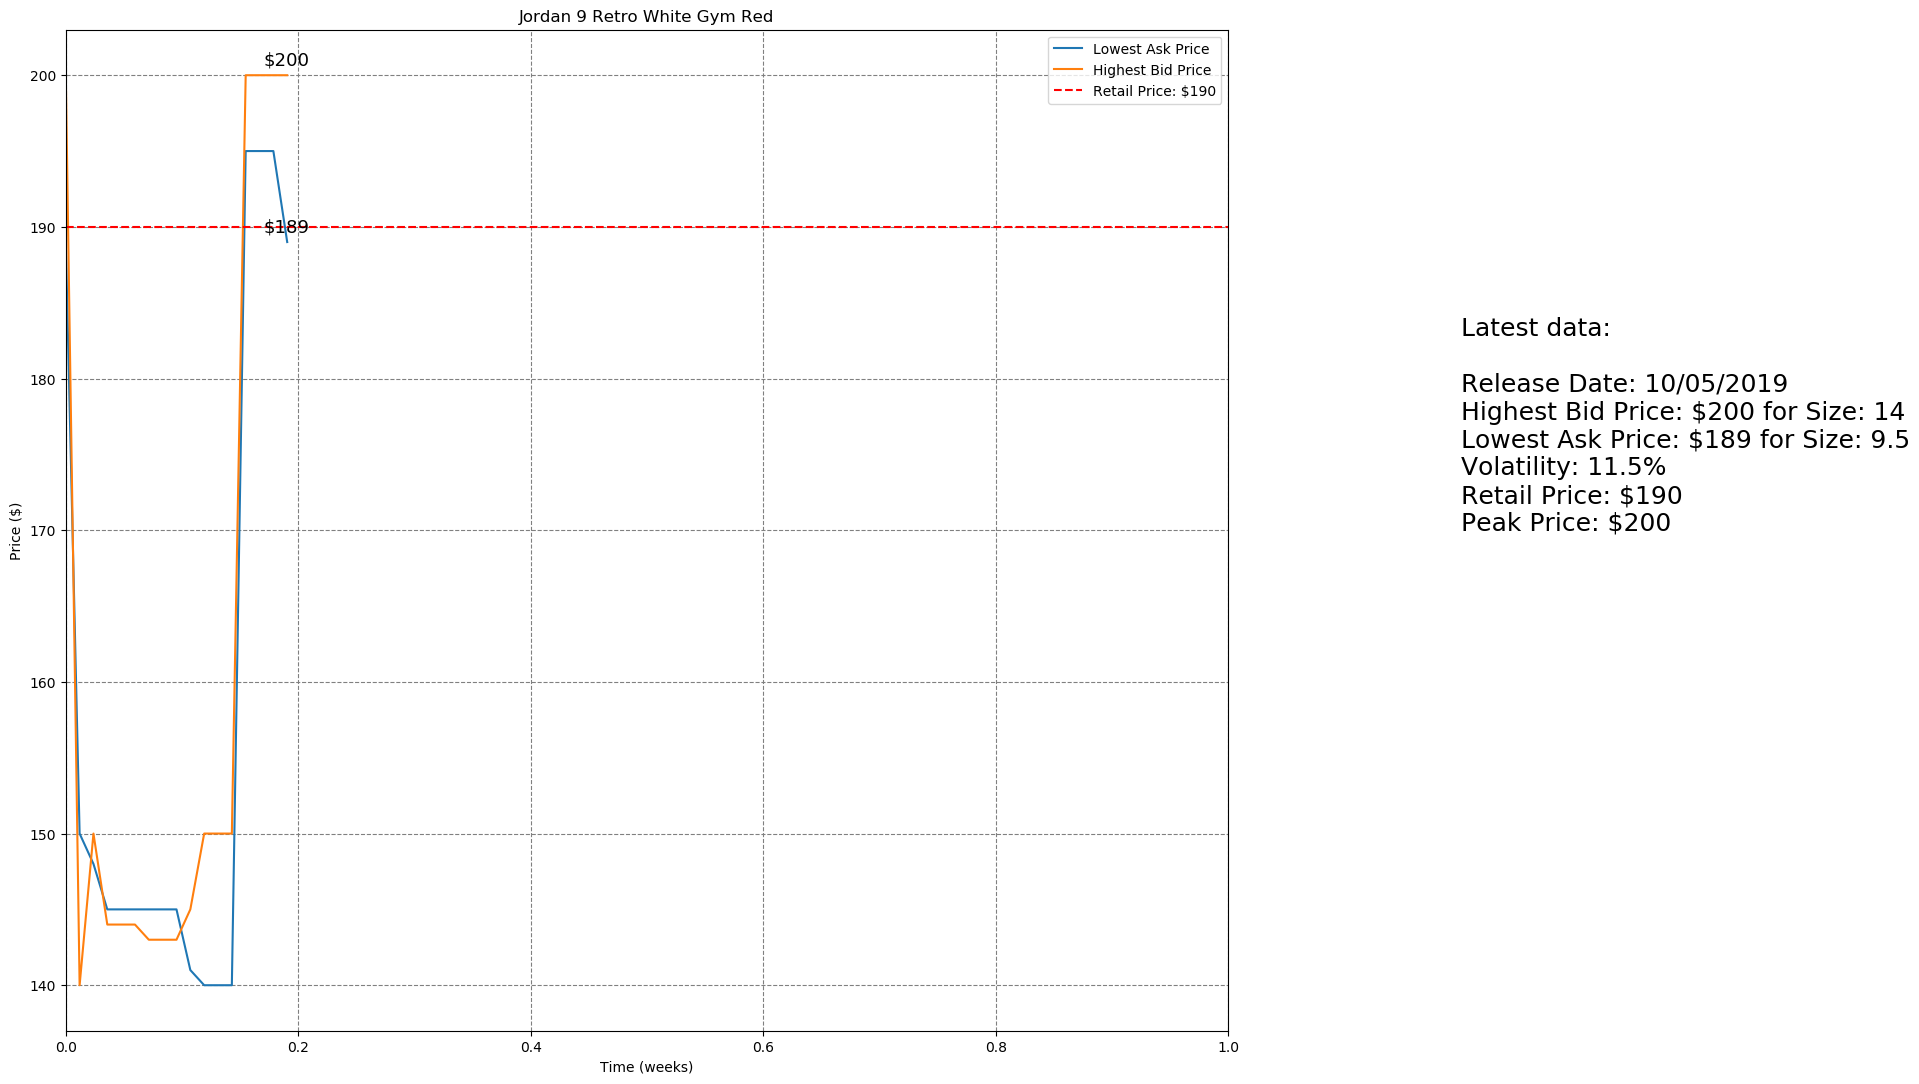 Jordan 9 Retro White Gym Red
Lowest Ask Price
Highest Bid Price
Retail Price: $190
$200
$189
200
190
180
170
160
150
140
Price ($)
0.0 0.2 0.4 0.6 0.8 1.0
Time (weeks)
Latest data:
Release Date: 10/05/2019
Highest Bid Price: $200 for Size: 14
Lowest Ask Price: $189 for Size: 9.5
Volatility: 11.5%
Retail Price: $190
Peak Price: $200